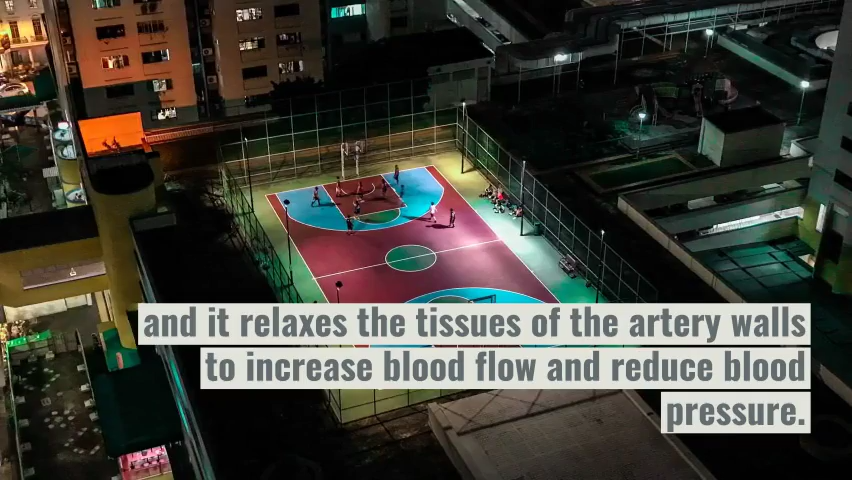 and it relaxes the tissues of the artery walls
to increase blood flow and reduce blood
pressure.